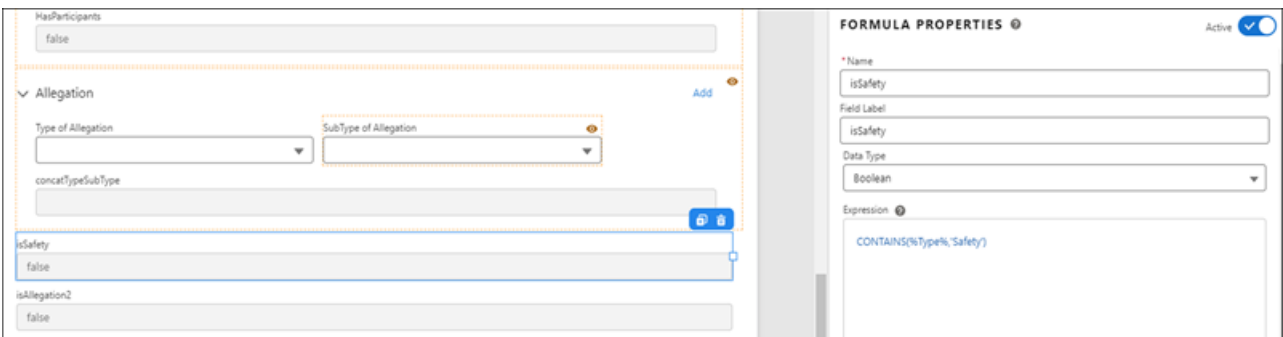 HasParticipants
false
Allegation
Add
Type of Allegation
SubType of Allegation
concatTypeSubType
isSafety
false
isAllegation2
false
FORMULA PROPERTIES
Active
*Name
isSafety
Field Label
isSafety
Data Type
Boolean
Expression
CONTAINS(%Type%,'Safety')